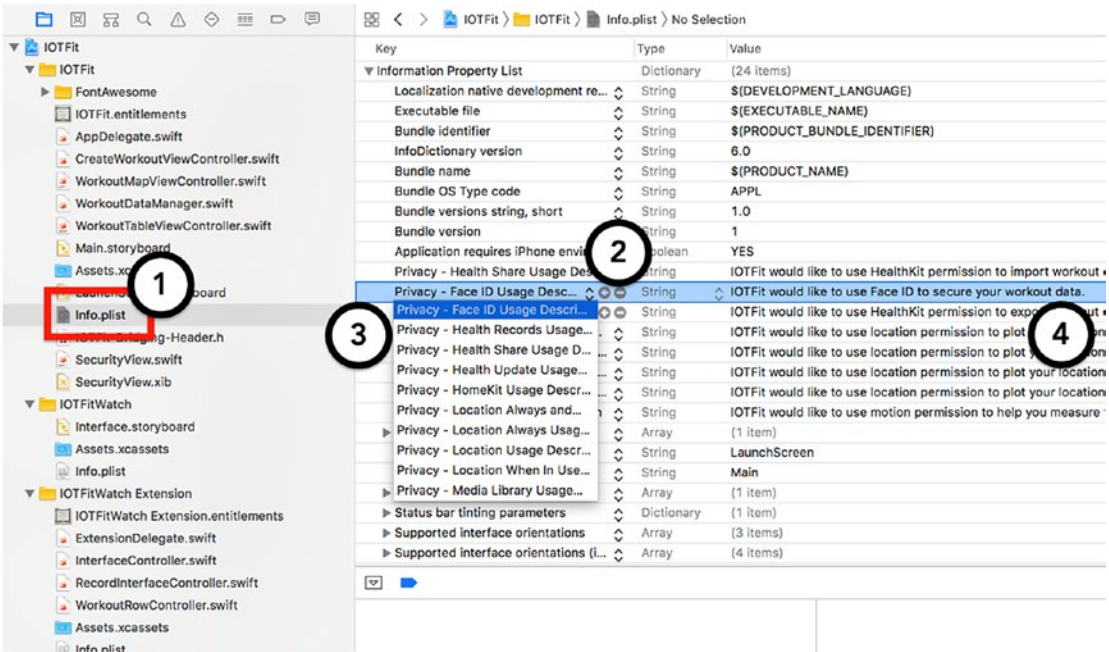 IOTFit
IOTFit
FontAwesome
IOTFit.entitlements
AppDelegate.swift
CreateWorkoutViewController.swift
WorkoutMapViewController.swift
WorkoutDataManager.swift
WorkoutTableViewController.swift
Main.storyboard
Assets.xc
board
Info.plist
Header.h
SecurityView.swift
SecurityView.xib
IOTFitWatch
Interface.storyboard
Assets.xcassets
Info.plist
IOTFitWatch Extension
IOTFitWatch Extension.entitlements
ExtensionDelegate.swift
InterfaceController.swift
RecordInterfaceController.swift
WorkoutRowController.swift
Assets.xcassets
Info.plist
1
IOTFit 〉 IOTFit 〉 Info.plist 〉 No Selection
Key Type Value
Information Property List Dictionary (24 items)
Localization native development re... String $(DEVELOPMENT_LANGUAGE)
Executable file String $(EXECUTABLE_NAME)
Bundle identifier String $(PRODUCT_BUNDLE_IDENTIFIER)
InfoDictionary version String 6.0
Bundle name String $(PRODUCT_NAME)
Bundle OS Type code String APPL
Bundle versions string, short String 1.0
Bundle version String 1
Application requires iPhone envi oolean YES
2
Privacy - Health Share Usage Des String IOTFit would like to use HealthKit permission to import workout
Privacy - Face ID Usage Desc... String IOTFit would like to use Face ID to secure your workout data.
Privacy - Face ID Usage Descri... String IOTFit would like to use HealthKit permission to expo
3
4
Privacy - Health Records Usage... String IOTFit would like to use location permission to plot
Privacy - Health Share Usage D... String IOTFit would like to use location permission to plot your location
Privacy - Health Update Usage... String IOTFit would like to use location permission to plot your location
Privacy - HomeKit Usage Descr... String IOTFit would like to use location permission to plot your location
Privacy - Location Always and... String IOTFit would like to use motion permission to help you measure
Privacy - Location Always Usag... Array (1 item)
Privacy - Location Usage Descr... String LaunchScreen
Privacy - Location When In Use... String Main
Privacy - Media Library Usage... Array (1 item)
Status bar tinting parameters Dictionary (1 item)
Supported interface orientations Array (3 items)
Supported interface orientations (i... Array (4 items)